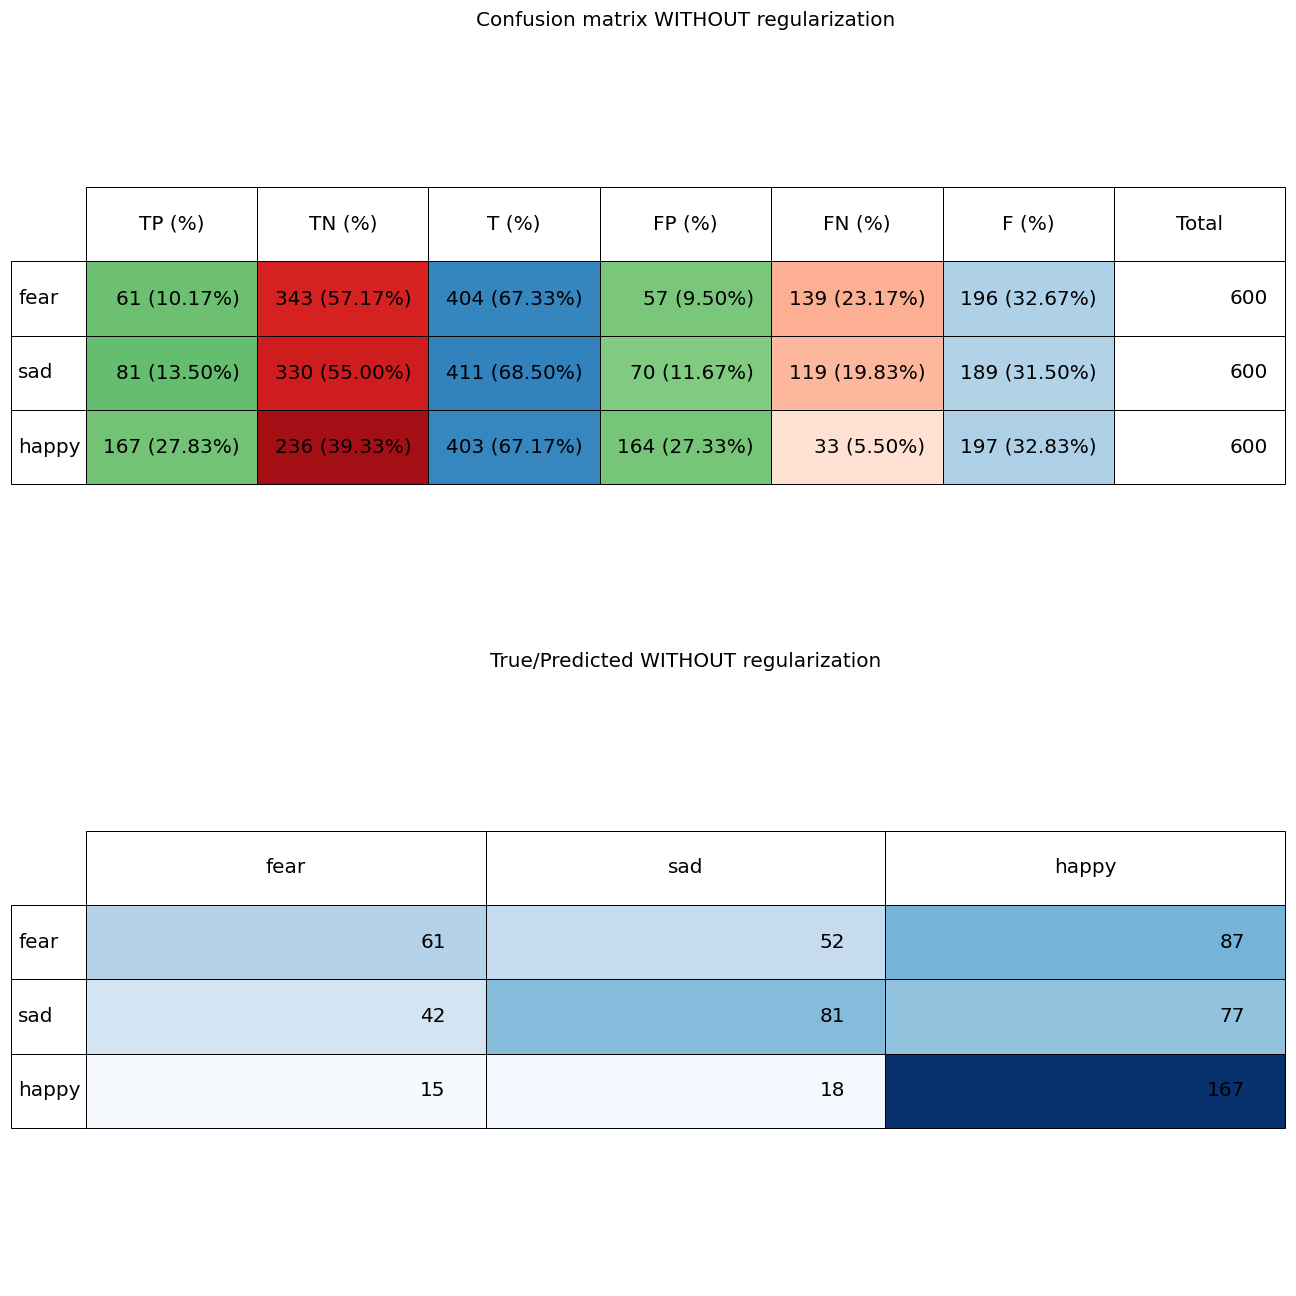 Confusion matrix WITHOUT regularization
TP (%) TN (%) T (%) FP (%) FN (%) F (%) Total
fear 61 (10.17%) 343 (57.17%) 404 (67.33%) 57 (9.50%) 139 (23.17%) 196 (32.67%) 600
sad 81 (13.50%) 330 (55.00%) 411 (68.50%) 70 (11.67%) 119 (19.83%) 189 (31.50%) 600
happy 167 (27.83%) 236 (39.33%) 403 (67.17%) 164 (27.33%) 33 (5.50%) 197 (32.83%) 600
True/Predicted WITHOUT regularization
fear sad happy
fear 61 52 87
sad 42 81 77
happy 15 18 167